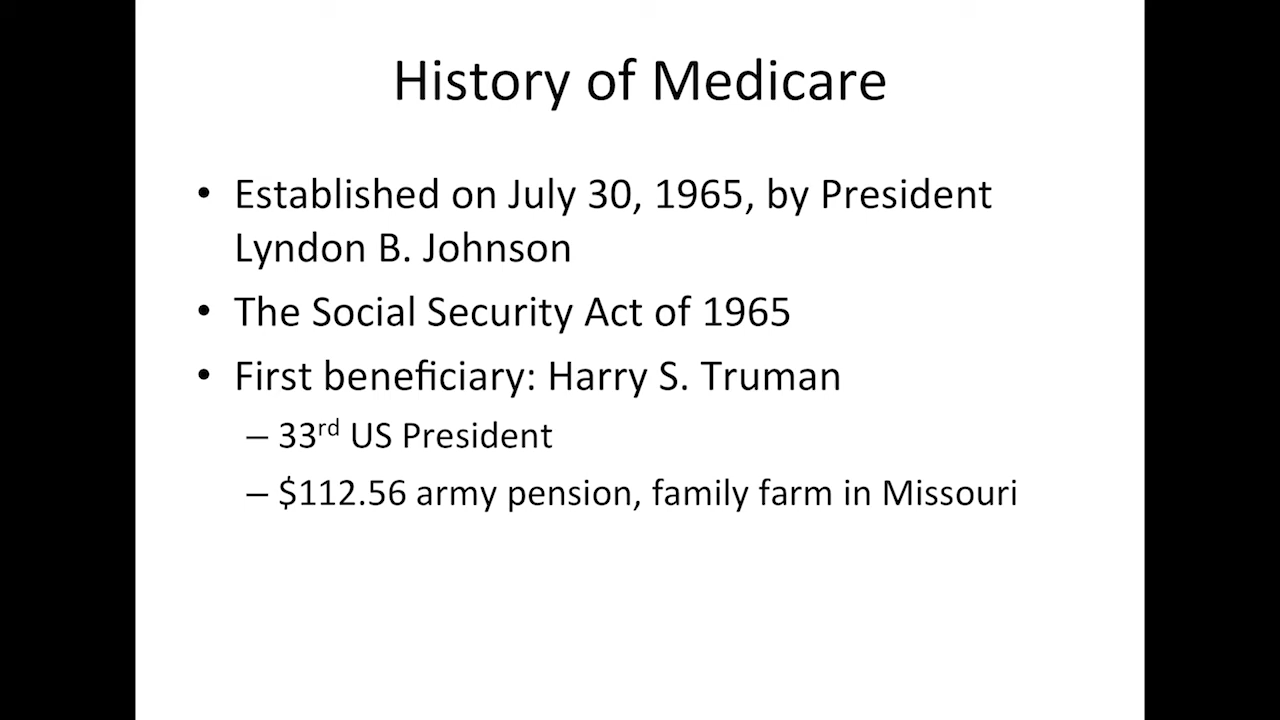 History of Medicare
• Established on July 30, 1965, by President
Lyndon B. Johnson
• The Social Security Act of 1965
• First beneficiary: Harry S. Truman
– 33rd US President
– $112.56 army pension, family farm in Missouri